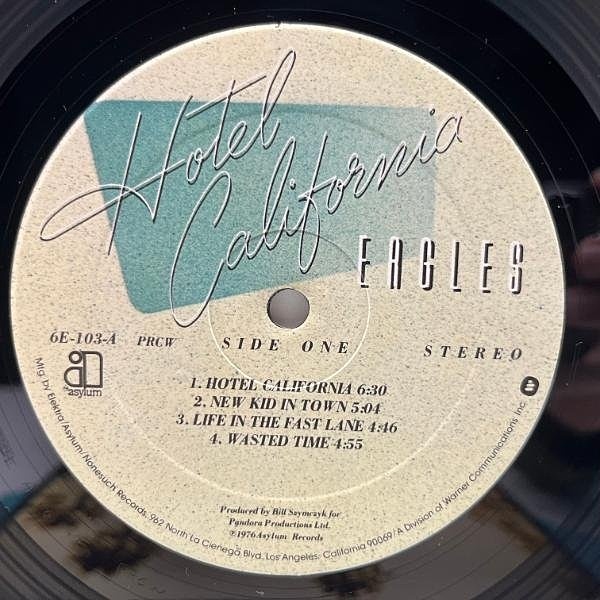 Hotel
California
EAGLES
6E-103-A PRCW SIDE ONE STEREO
asylum
1. HOTEL CALIFORNIA 6:30
2. NEW KID IN TOWN 5:04
3. LIFE IN THE FAST LANE 4:46
4. WASTED TIME 4:55
Produced by Bill Szymczyk for
Pandora Productions Ltd.
℗1976 Asylum Records
Mfg. by Elektra/Asylum/Nonesuch Records, 962 North La Cienega Blvd. Los Angeles, California 90069/A Division of Warner Communications Inc.